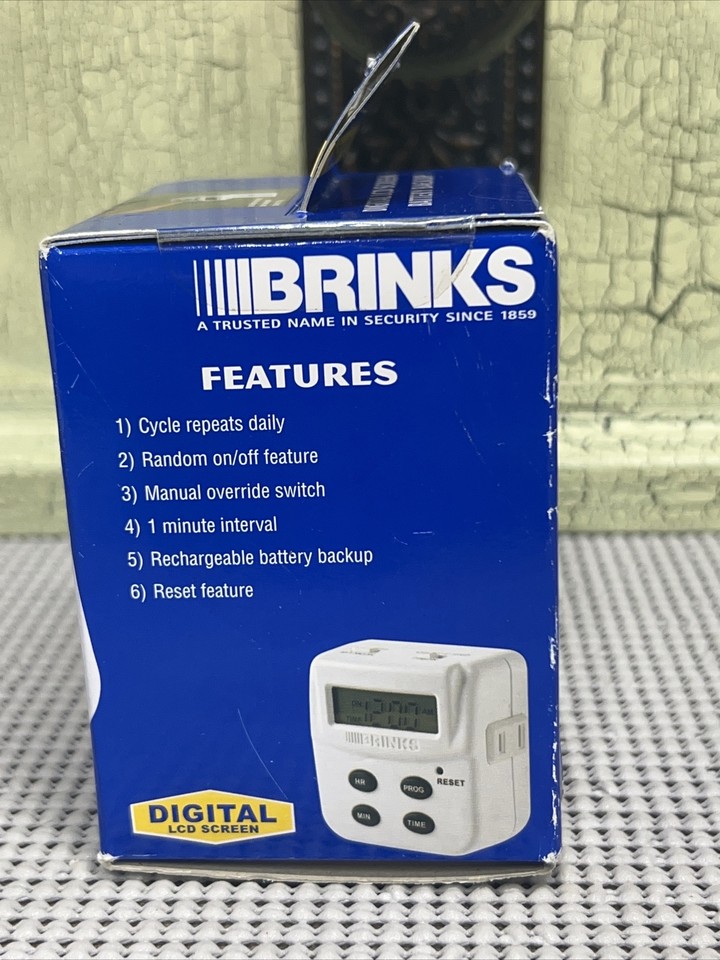 BRINKS
A TRUSTED NAME IN SECURITY SINCE 1859
FEATURES
1) Cycle repeats daily
2) Random on/off feature
3) Manual override switch
4) 1 minute interval
5) Rechargeable battery backup
6) Reset feature
BRINKS
HR
PROG
RESET
MIN
TIME
DIGITAL
LCD SCREEN